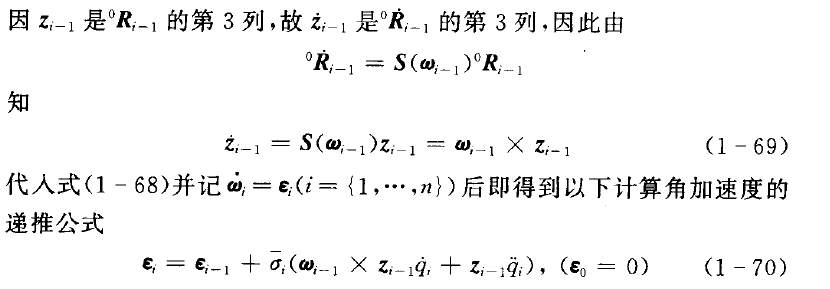 因 z_{i-1} 是 ⁰R_{i-1} 的第 3 列,故 ż_{i-1} 是 ⁰Ṙ_{i-1} 的第 3 列,因此由
⁰Ṙ_{i-1} = S(ω_{i-1})⁰R_{i-1}
知
ż_{i-1} = S(ω_{i-1})z_{i-1} = ω_{i-1} × z_{i-1} (1-69)
代入式(1-68)并记 ω̇_i = ε_i(i = {1,⋯,n})后即得到以下计算角加速度的
递推公式
ε_i = ε_{i-1} + σ̄_i(ω_{i-1} × z_{i-1}q̇_i + z_{i-1}q̈_i), (ε_0 = 0) (1-70)